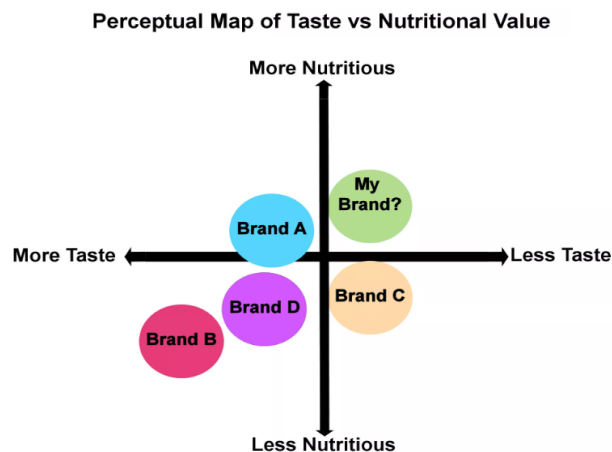 Perceptual Map of Taste vs Nutritional Value
More Nutritious
My
Brand?
Brand A
More Taste
Less Taste
Brand D
Brand C
Brand B
Less Nutritious